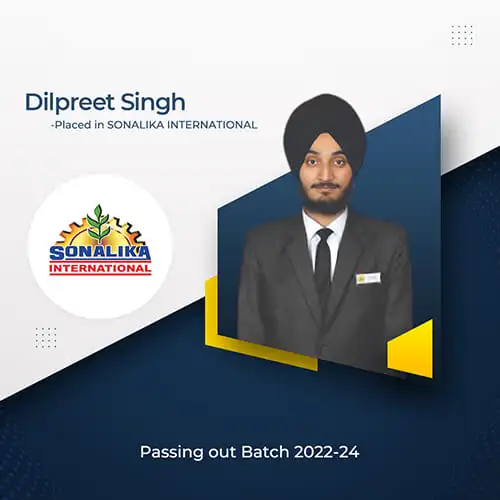 Dilpreet Singh
-Placed in SONALIKA INTERNATIONAL
SONALIKA
INTERNATIONAL
Passing out Batch 2022-24